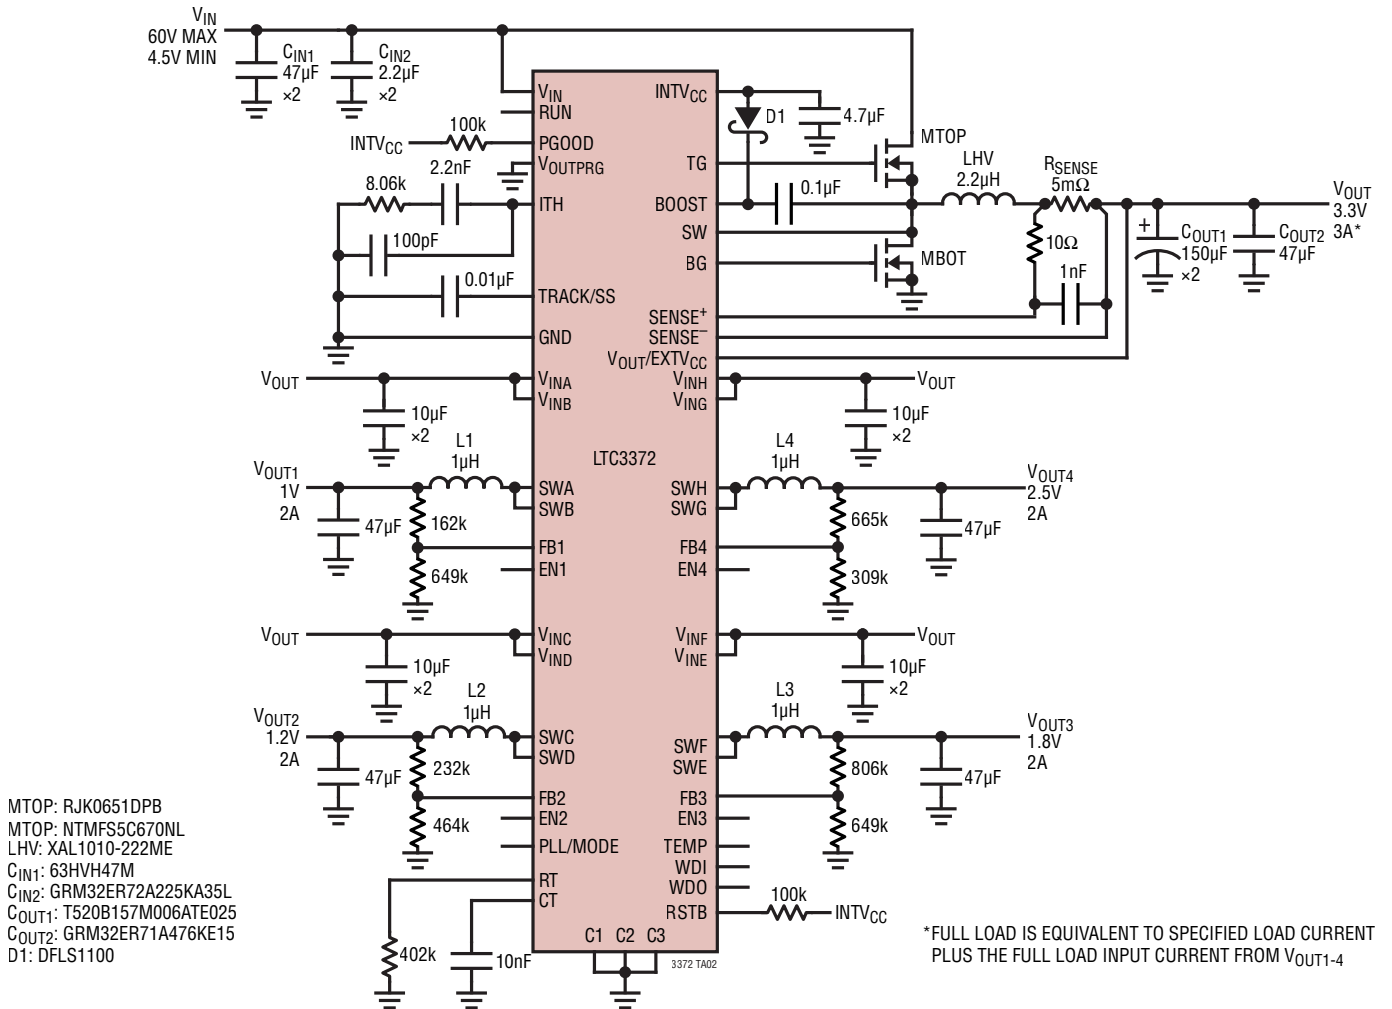 VIN
60V MAX
4.5V MIN
CIN1
47µF
×2
CIN2
2.2µF
×2
VIN
RUN
INTVCC
100k
PGOOD
VOUTPRG
2.2nF
8.06k
ITH
100pF
0.01µF
TRACK/SS
GND
INTVCC
D1
4.7µF
MTOP
TG
LHV
2.2µH
RSENSE
5mΩ
0.1µF
BOOST
SW
BG
MBOT
10Ω
1nF
SENSE+
SENSE–
VOUT/EXTVCC
VOUT
3.3V
3A*
+
COUT1
150µF
×2
COUT2
47µF
VOUT
VINA
VINB
10µF
×2
VINH
VING
VOUT
10µF
×2
LTC3372
L1
1µH
VOUT1
1V
2A
SWA
SWB
47µF
162k
FB1
EN1
649k
L4
1µH
SWH
SWG
VOUT4
2.5V
2A
665k
47µF
FB4
EN4
309k
VOUT
VINC
VIND
10µF
×2
VINF
VINE
VOUT
10µF
×2
L2
1µH
VOUT2
1.2V
2A
SWC
SWD
47µF
232k
FB2
EN2
464k
PLL/MODE
RT
CT
402k
10nF
L3
1µH
SWF
SWE
VOUT3
1.8V
2A
806k
47µF
FB3
EN3
649k
TEMP
WDI
WDO
RSTB
100k
INTVCC
C1 C2 C3
3372 TA02
MTOP: RJK0651DPB
MTOP: NTMFS5C670NL
LHV: XAL1010-222ME
CIN1: 63HVH47M
CIN2: GRM32ER72A225KA35L
COUT1: T520B157M006ATE025
COUT2: GRM32ER71A476KE15
D1: DFLS1100
*FULL LOAD IS EQUIVALENT TO SPECIFIED LOAD CURRENT
PLUS THE FULL LOAD INPUT CURRENT FROM VOUT1-4